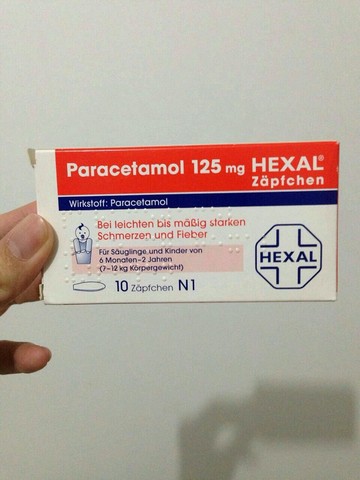 Paracetamol 125 mg HEXAL®
Zäpfchen
Wirkstoff: Paracetamol
Bei leichten bis mäßig starken
Schmerzen und Fieber
Für Säuglinge und Kinder von
6 Monaten–2 Jahren
(7–12 kg Körpergewicht)
HEXAL
10 Zäpfchen N1